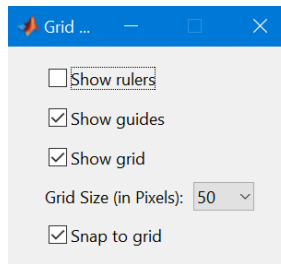 Grid ...
Show rulers
Show guides
Show grid
Grid Size (in Pixels): 50
Snap to grid